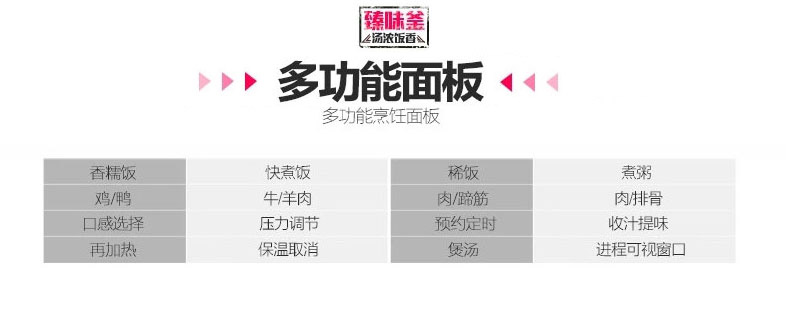 臻味釜
汤浓饭香
多功能面板
多功能烹饪面板
香糯饭 快煮饭 稀饭 煮粥
鸡/鸭 牛/羊肉 肉/蹄筋 肉/排骨
口感选择 压力调节 预约定时 收汁提味
再加热 保温取消 煲汤 进程可视窗口